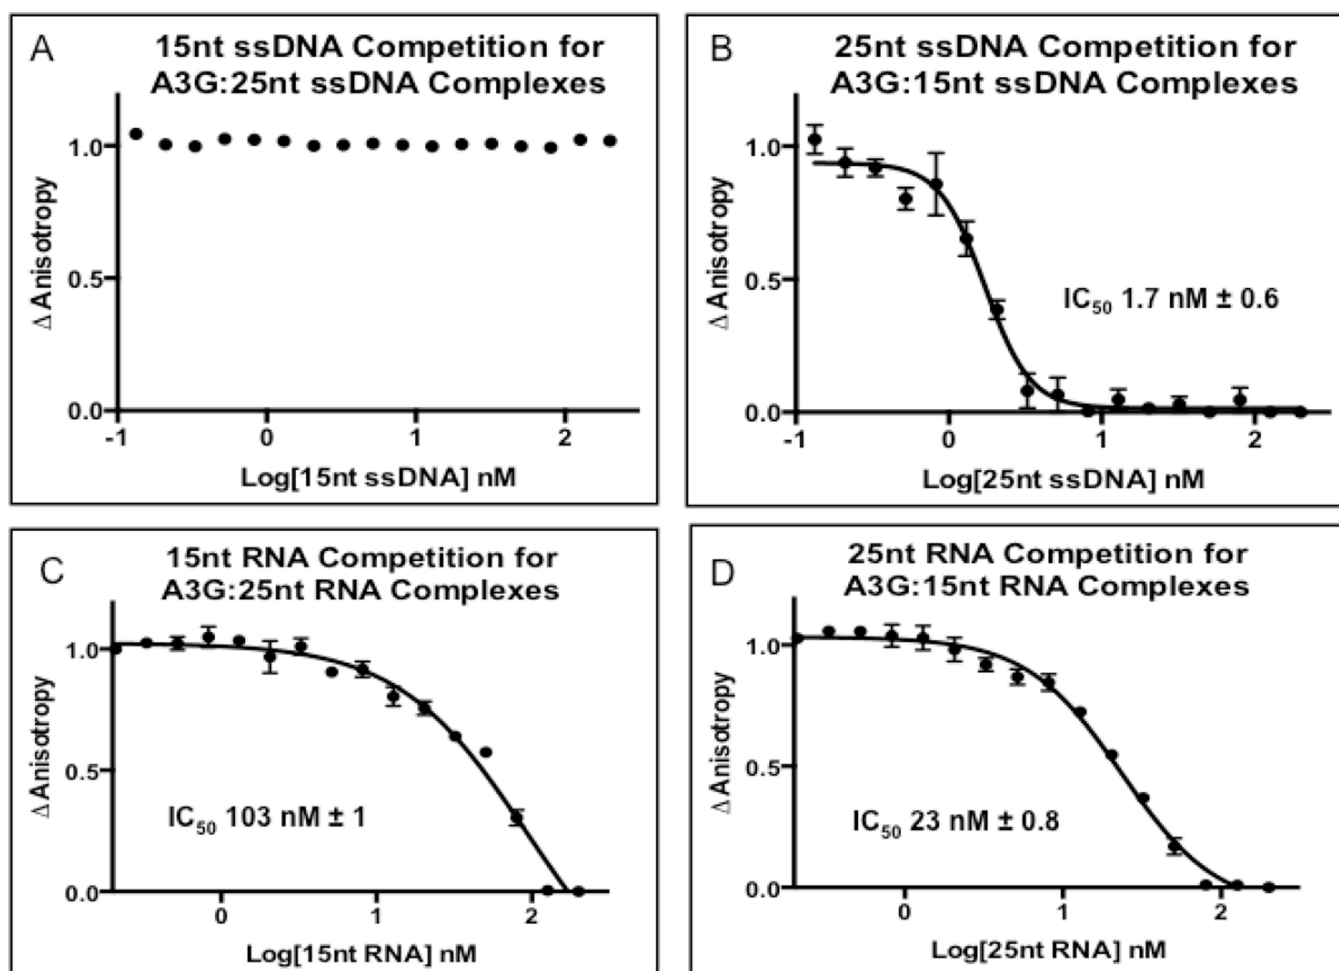 A
15nt ssDNA Competition for
A3G:25nt ssDNA Complexes
Δ Anisotropy
1.0
0.5
0.0
-1
0
1
2
Log[15nt ssDNA] nM
B
25nt ssDNA Competition for
A3G:15nt ssDNA Complexes
Δ Anisotropy
1.0
0.5
0.0
IC50 1.7 nM ± 0.6
-1
0
1
2
Log[25nt ssDNA] nM
C
15nt RNA Competition for
A3G:25nt RNA Complexes
Δ Anisotropy
1.0
0.5
0.0
IC50 103 nM ± 1
0
1
2
Log[15nt RNA] nM
D
25nt RNA Competition for
A3G:15nt RNA Complexes
Δ Anisotropy
1.0
0.5
0.0
IC50 23 nM ± 0.8
0
1
2
Log[25nt RNA] nM